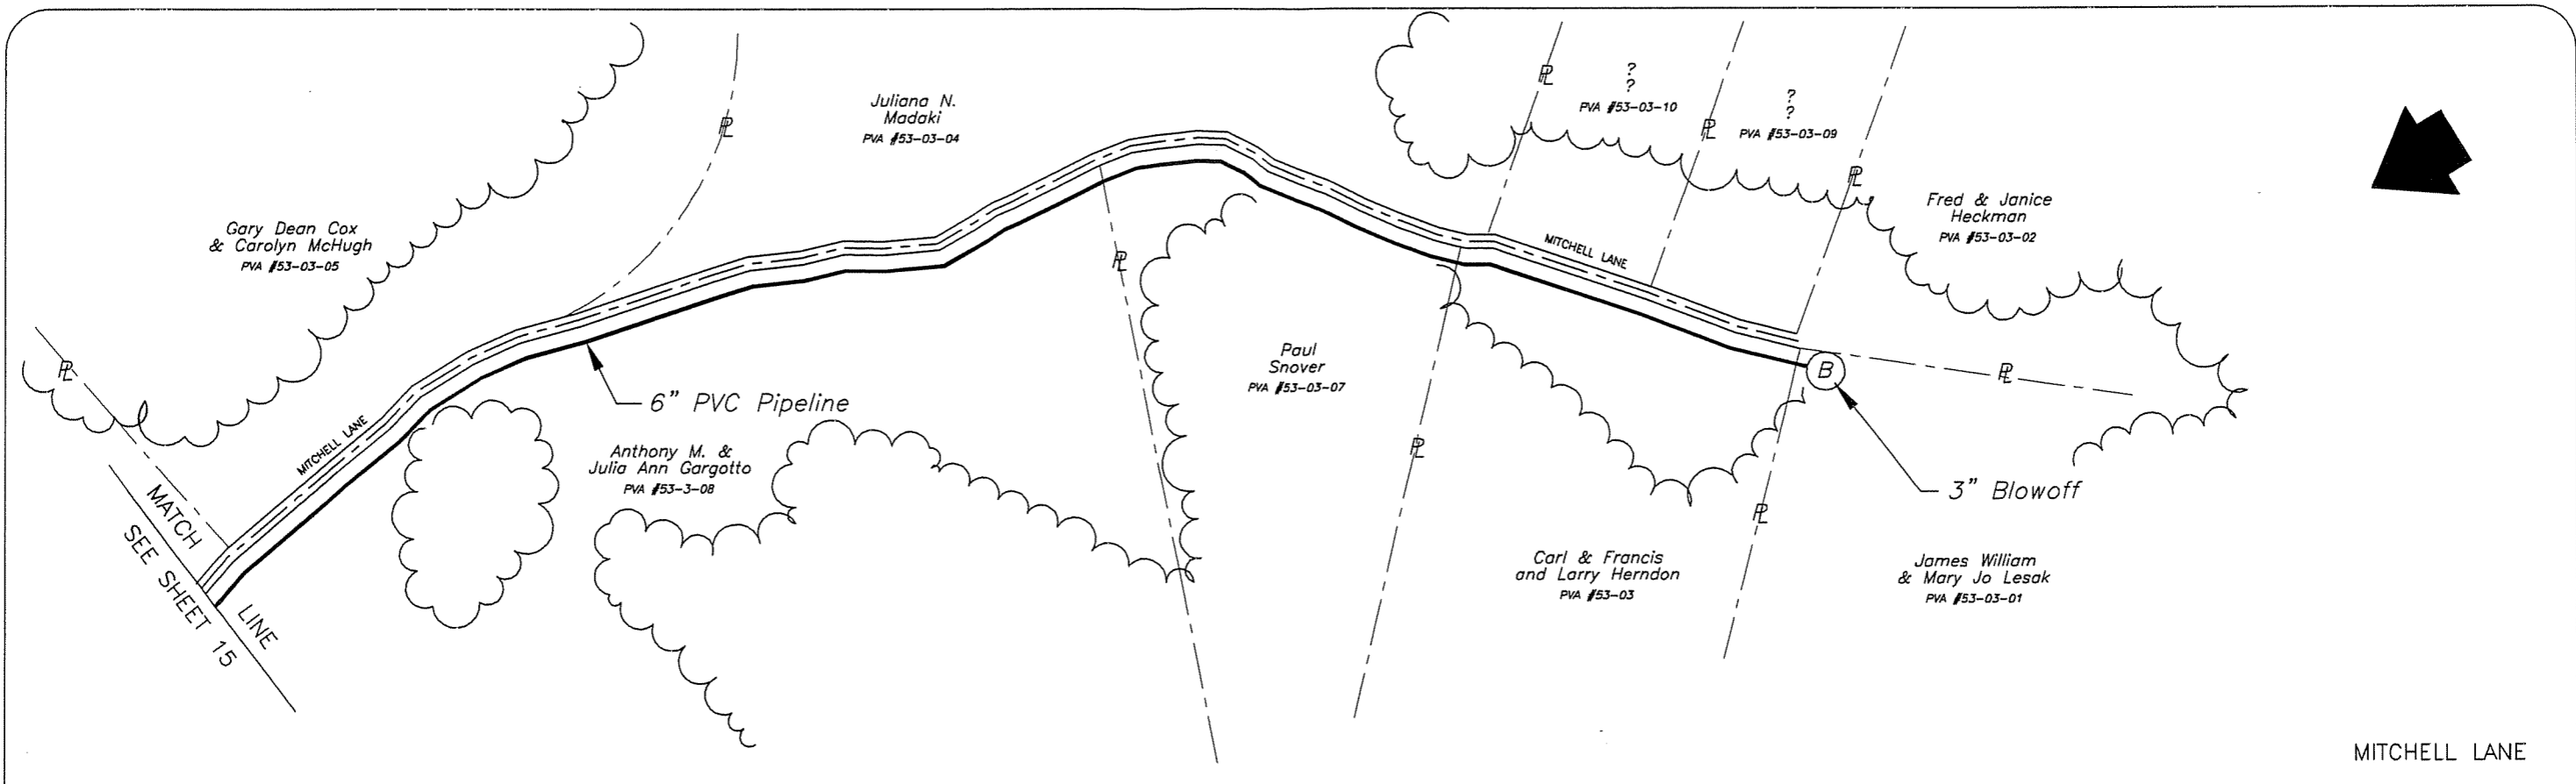 Juliana N.
Madaki
PVA #53-03-04
?
?
PVA #53-03-10
?
?
PVA #53-03-09
Gary Dean Cox
& Carolyn McHugh
PVA #53-03-05
Fred & Janice
Heckman
PVA #53-03-02
PL
PL
PL
PL
PL
PL
PL
PL
PL
MITCHELL LANE
MITCHELL LANE
6" PVC Pipeline
Paul
Snover
PVA #53-03-07
B
Anthony M. &
Julia Ann Gargotto
PVA #53-3-08
3" Blowoff
MATCH LINE
SEE SHEET 15
Carl & Francis
and Larry Herndon
PVA #53-03
James William
& Mary Jo Lesak
PVA #53-03-01
MITCHELL LANE